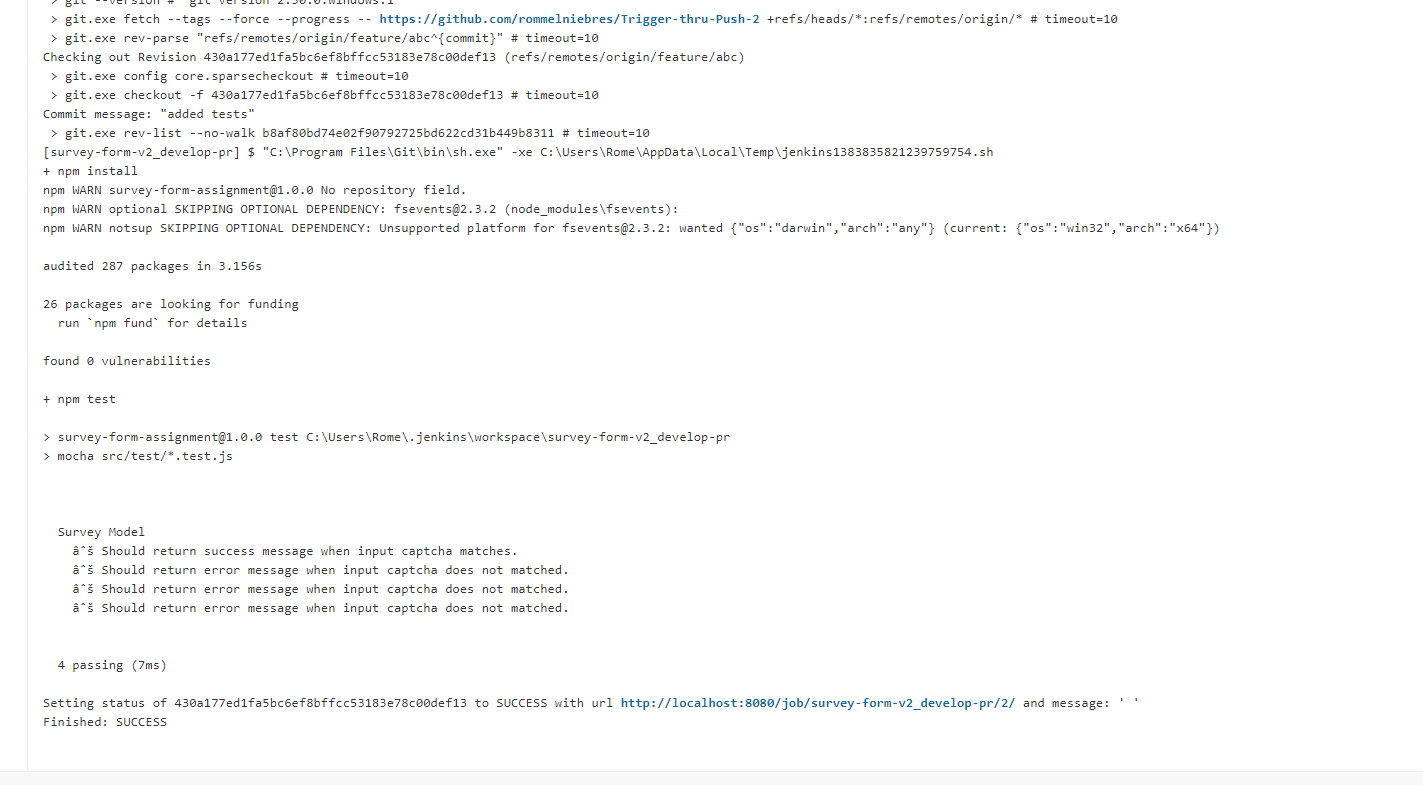 > git --version # 'git version 2.30.0.windows.1'
> git.exe fetch --tags --force --progress -- https://github.com/rommelniebres/Trigger-thru-Push-2 +refs/heads/*:refs/remotes/origin/* # timeout=10
> git.exe rev-parse "refs/remotes/origin/feature/abc^{commit}" # timeout=10
Checking out Revision 430a177ed1fa5bc6ef8bffcc53183e78c00def13 (refs/remotes/origin/feature/abc)
> git.exe config core.sparsecheckout # timeout=10
> git.exe checkout -f 430a177ed1fa5bc6ef8bffcc53183e78c00def13 # timeout=10
Commit message: "added tests"
> git.exe rev-list --no-walk b8af80bd74e02f90792725bd622cd31b449b8311 # timeout=10
[survey-form-v2_develop-pr] $ "C:\Program Files\Git\bin\sh.exe" -xe C:\Users\Rome\AppData\Local\Temp\jenkins1383835821239759754.sh
+ npm install
npm WARN survey-form-assignment@1.0.0 No repository field.
npm WARN optional SKIPPING OPTIONAL DEPENDENCY: fsevents@2.3.2 (node_modules\fsevents):
npm WARN notsup SKIPPING OPTIONAL DEPENDENCY: Unsupported platform for fsevents@2.3.2: wanted {"os":"darwin","arch":"any"} (current: {"os":"win32","arch":"x64"})
audited 287 packages in 3.156s
26 packages are looking for funding
run `npm fund` for details
found 0 vulnerabilities
+ npm test
> survey-form-assignment@1.0.0 test C:\Users\Rome\.jenkins\workspace\survey-form-v2_develop-pr
> mocha src/test/*.test.js
Survey Model
âˆš Should return success message when input captcha matches.
âˆš Should return error message when input captcha does not matched.
âˆš Should return error message when input captcha does not matched.
âˆš Should return error message when input captcha does not matched.
4 passing (7ms)
Setting status of 430a177ed1fa5bc6ef8bffcc53183e78c00def13 to SUCCESS with url http://localhost:8080/job/survey-form-v2_develop-pr/2/ and message: ' '
Finished: SUCCESS